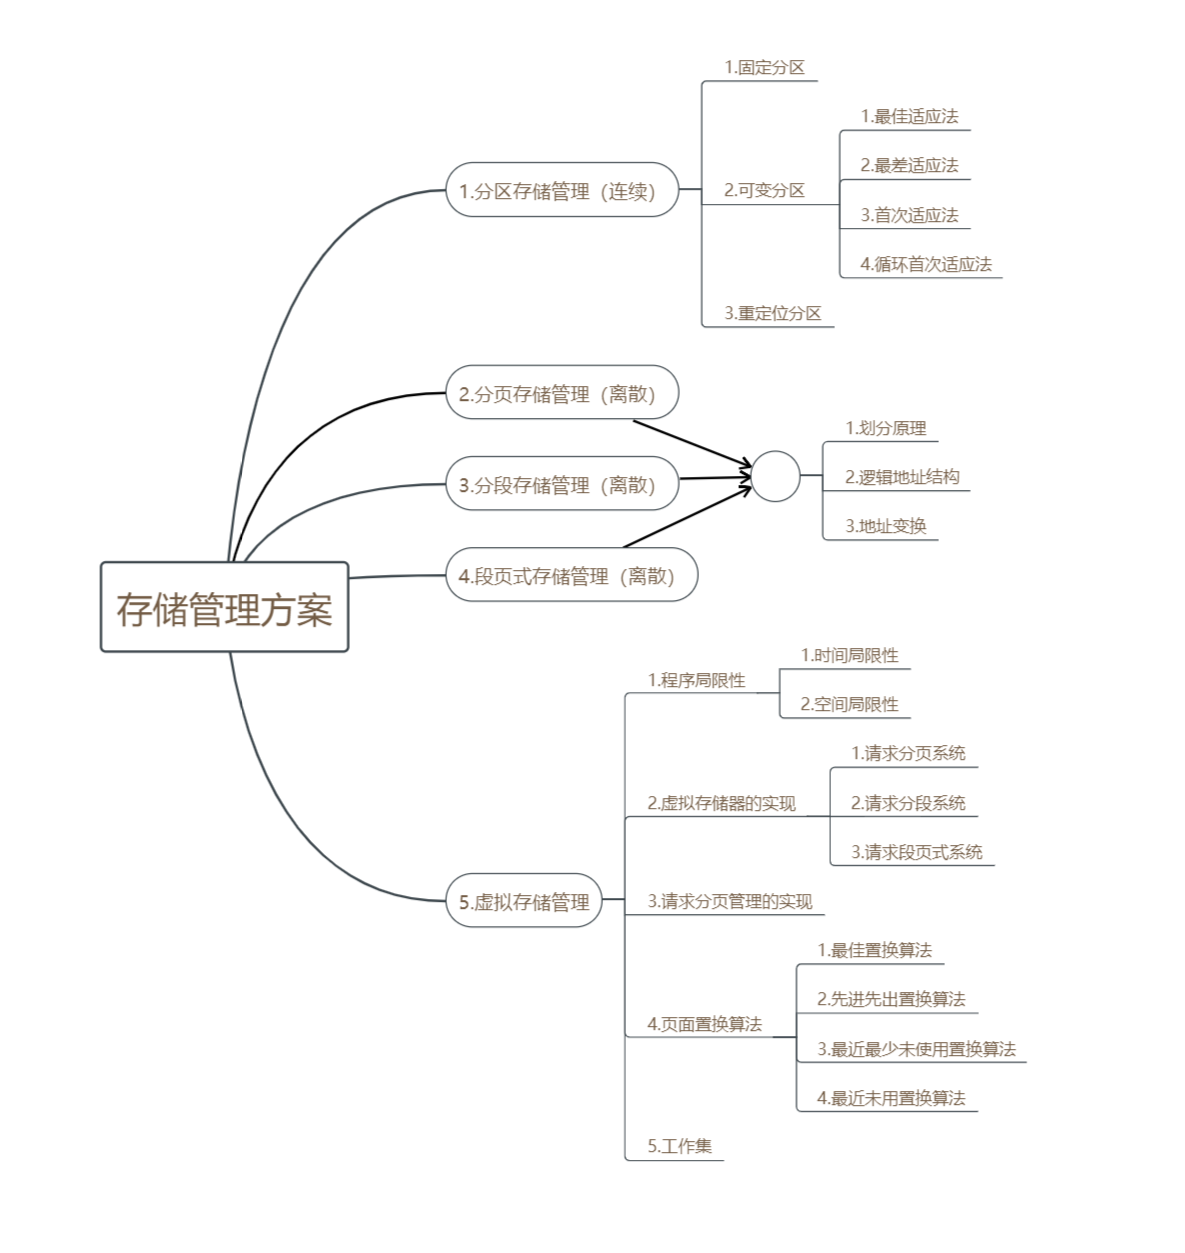 存储管理方案
1.分区存储管理（连续）
1.固定分区
2.可变分区
1.最佳适应法
2.最差适应法
3.首次适应法
4.循环首次适应法
3.重定位分区
2.分页存储管理（离散）
3.分段存储管理（离散）
4.段页式存储管理（离散）
1.划分原理
2.逻辑地址结构
3.地址变换
5.虚拟存储管理
1.程序局限性
1.时间局限性
2.空间局限性
2.虚拟存储器的实现
1.请求分页系统
2.请求分段系统
3.请求段页式系统
3.请求分页管理的实现
4.页面置换算法
1.最佳置换算法
2.先进先出置换算法
3.最近最少未使用置换算法
4.最近未用置换算法
5.工作集